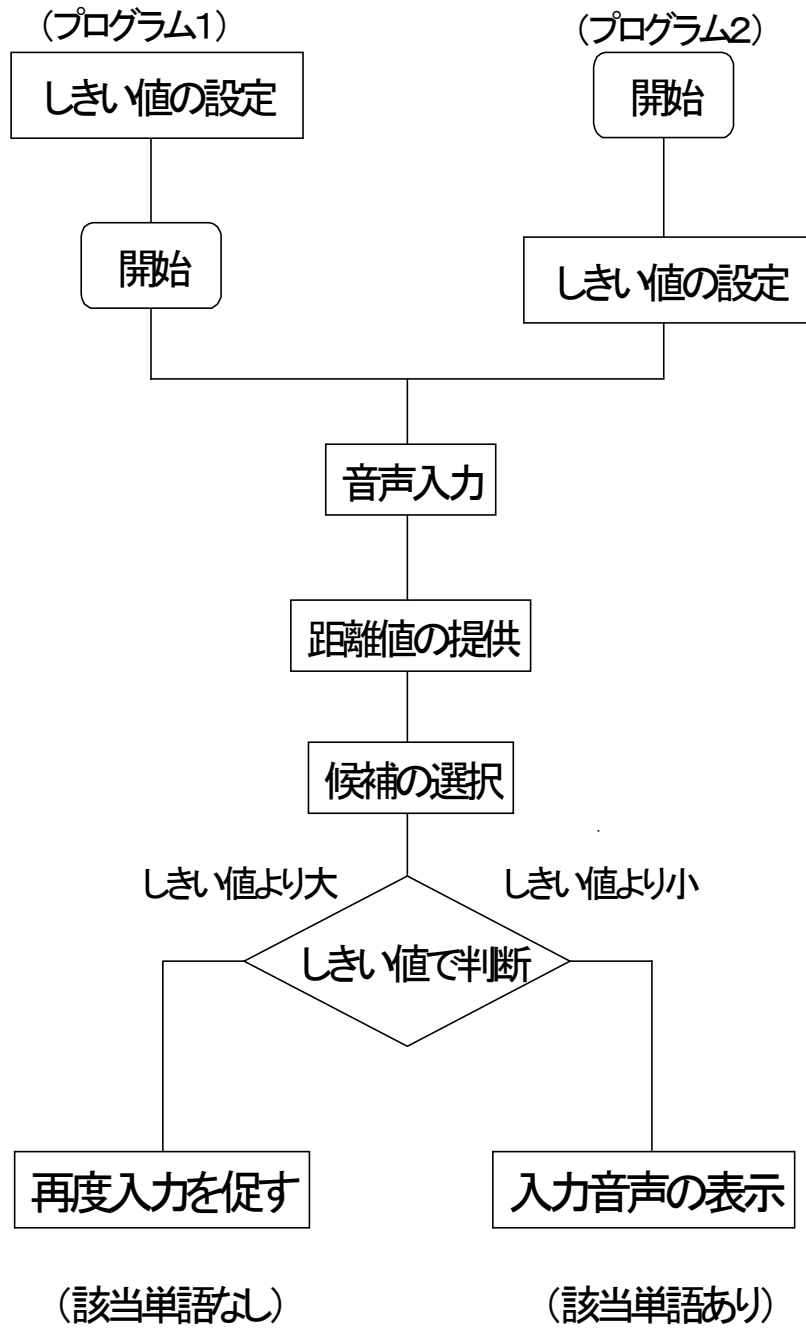 （プログラム1）
（プログラム2）
しきい値の設定
開始
開始
しきい値の設定
音声入力
距離値の提供
候補の選択
しきい値より大
しきい値より小
しきい値で判断
再度入力を促す
入力音声の表示
（該当単語なし）
（該当単語あり）